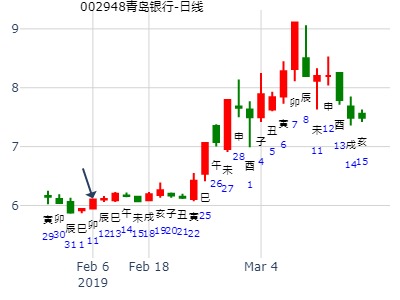 002948青岛银行-日线
9
8
7
6
寅 卯 辰 巳 卯 辰 巳 午 未 戌 亥 子 丑 寅 巳 午 未 申 酉 子 丑 寅 卯 辰 未 申 酉 戌 亥
29 30 31 1 11 12 13 14 15 18 19 20 21 22 25 26 27 28 1 4 5 6 7 8 11 12 13 14 15
Feb 6 Feb 18 Mar 4
2019